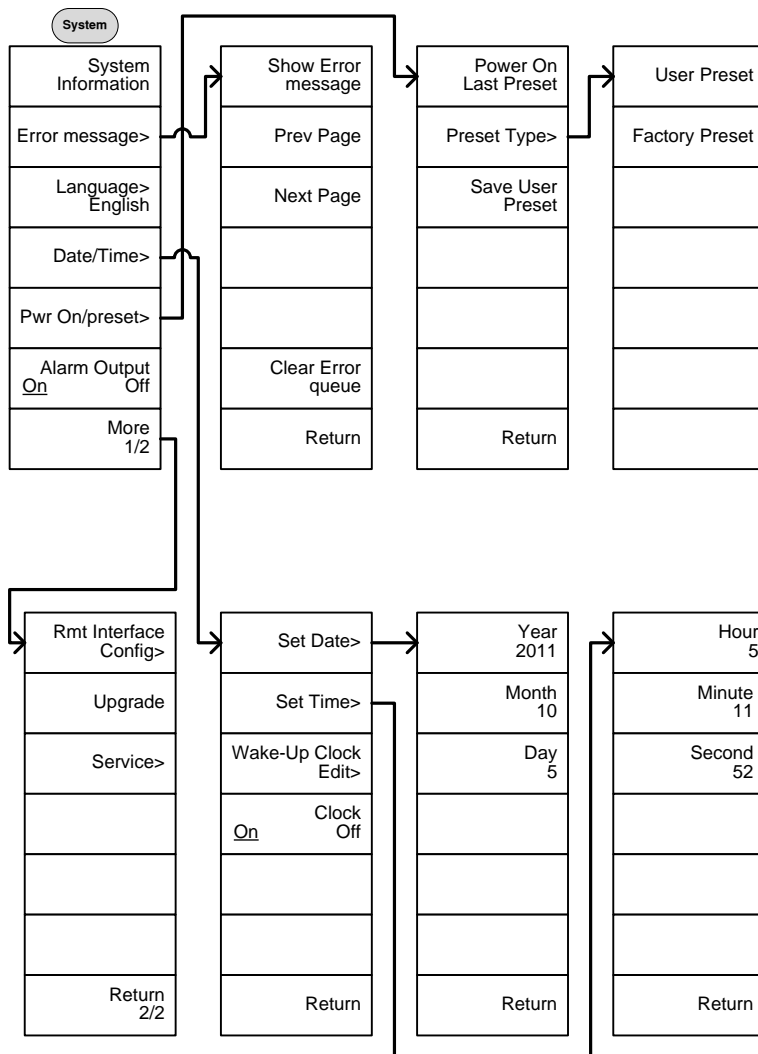 System
System
Information
Error message>
Language>
English
Date/Time>
Pwr On/preset>
Alarm Output
On Off
More
1/2
Show Error
message
Prev Page
Next Page
Clear Error
queue
Return
Power On
Last Preset
Preset Type>
Save User
Preset
Return
User Preset
Factory Preset
Rmt Interface
Config>
Upgrade
Service>
Return
2/2
Set Date>
Set Time>
Wake-Up Clock
Edit>
Clock
On Off
Return
Year
2011
Month
10
Day
5
Return
Hour
5
Minute
11
Second
52
Return